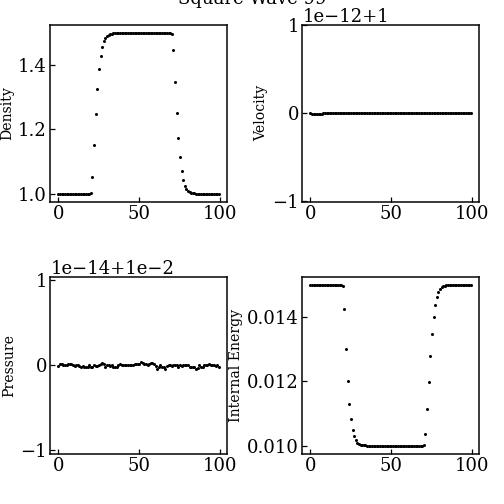 Square Wave 99
1e−12+1
1.4
1.2
1.0
Density
0 50 100
1
0
−1
Velocity
0 50 100
1e−14+1e−2
1
0
−1
Pressure
0 50 100
0.014
0.012
0.010
Internal Energy
0 50 100